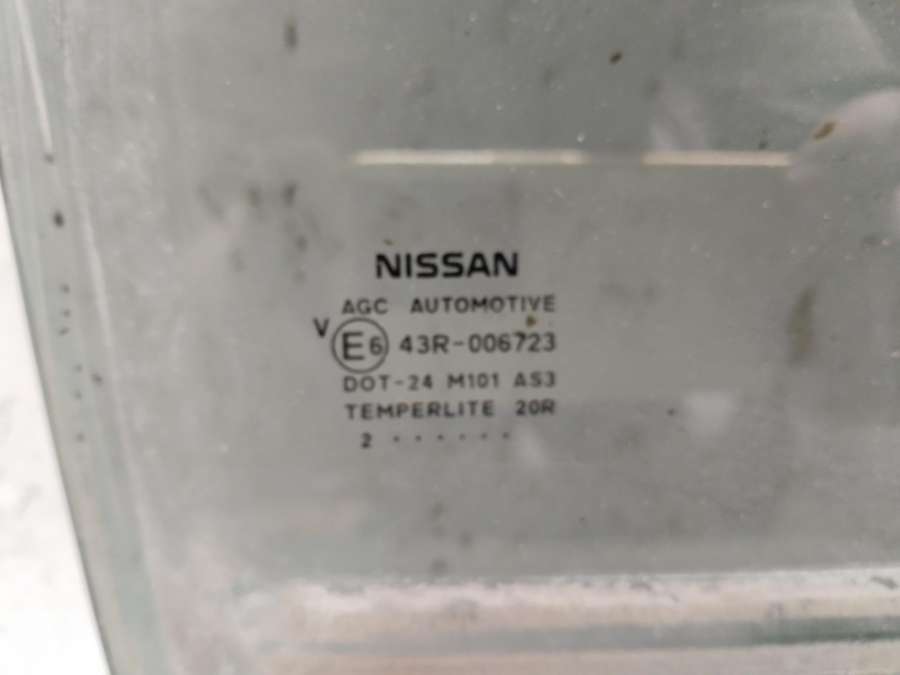 NISSAN
AGC AUTOMOTIVE
V E6 43R-006723
DOT-24 M101 AS3
TEMPERLITE 20R
2 · · · · · ·